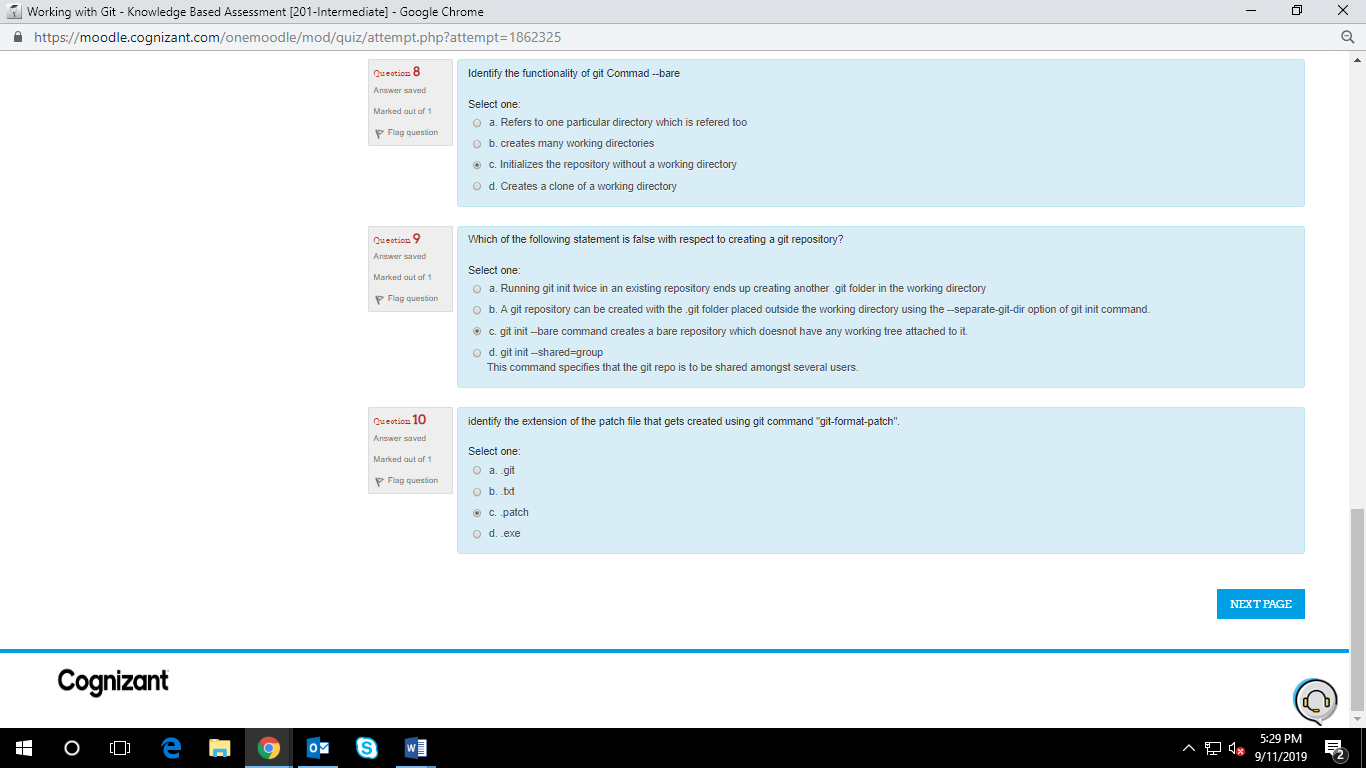 Working with Git - Knowledge Based Assessment [201-Intermediate] - Google Chrome
https://moodle.cognizant.com/onemoodle/mod/quiz/attempt.php?attempt=1862325
Question 8
Answer saved
Marked out of 1
Flag question
Identify the functionality of git Commad --bare
Select one:
a. Refers to one particular directory which is refered too
b. creates many working directories
c. Initializes the repository without a working directory
d. Creates a clone of a working directory
Question 9
Answer saved
Marked out of 1
Flag question
Which of the following statement is false with respect to creating a git repository?
Select one:
a. Running git init twice in an existing repository ends up creating another .git folder in the working directory
b. A git repository can be created with the .git folder placed outside the working directory using the --separate-git-dir option of git init command.
c. git init --bare command creates a bare repository which doesnot have any working tree attached to it.
d. git init --shared=group
This command specifies that the git repo is to be shared amongst several users.
Question 10
Answer saved
Marked out of 1
Flag question
identify the extension of the patch file that gets created using git command "git-format-patch".
Select one:
a. .git
b. .txt
c. .patch
d. .exe
NEXT PAGE
Cognizant
5:29 PM
9/11/2019
2